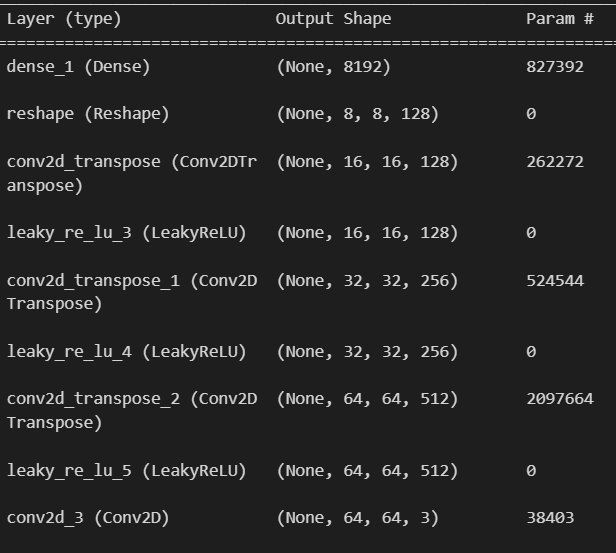 Layer (type) Output Shape Param #
dense_1 (Dense) (None, 8192) 827392
reshape (Reshape) (None, 8, 8, 128) 0
conv2d_transpose (Conv2DTr (None, 16, 16, 128) 262272
anspose)
leaky_re_lu_3 (LeakyReLU) (None, 16, 16, 128) 0
conv2d_transpose_1 (Conv2D (None, 32, 32, 256) 524544
Transpose)
leaky_re_lu_4 (LeakyReLU) (None, 32, 32, 256) 0
conv2d_transpose_2 (Conv2D (None, 64, 64, 512) 2097664
Transpose)
leaky_re_lu_5 (LeakyReLU) (None, 64, 64, 512) 0
conv2d_3 (Conv2D) (None, 64, 64, 3) 38403